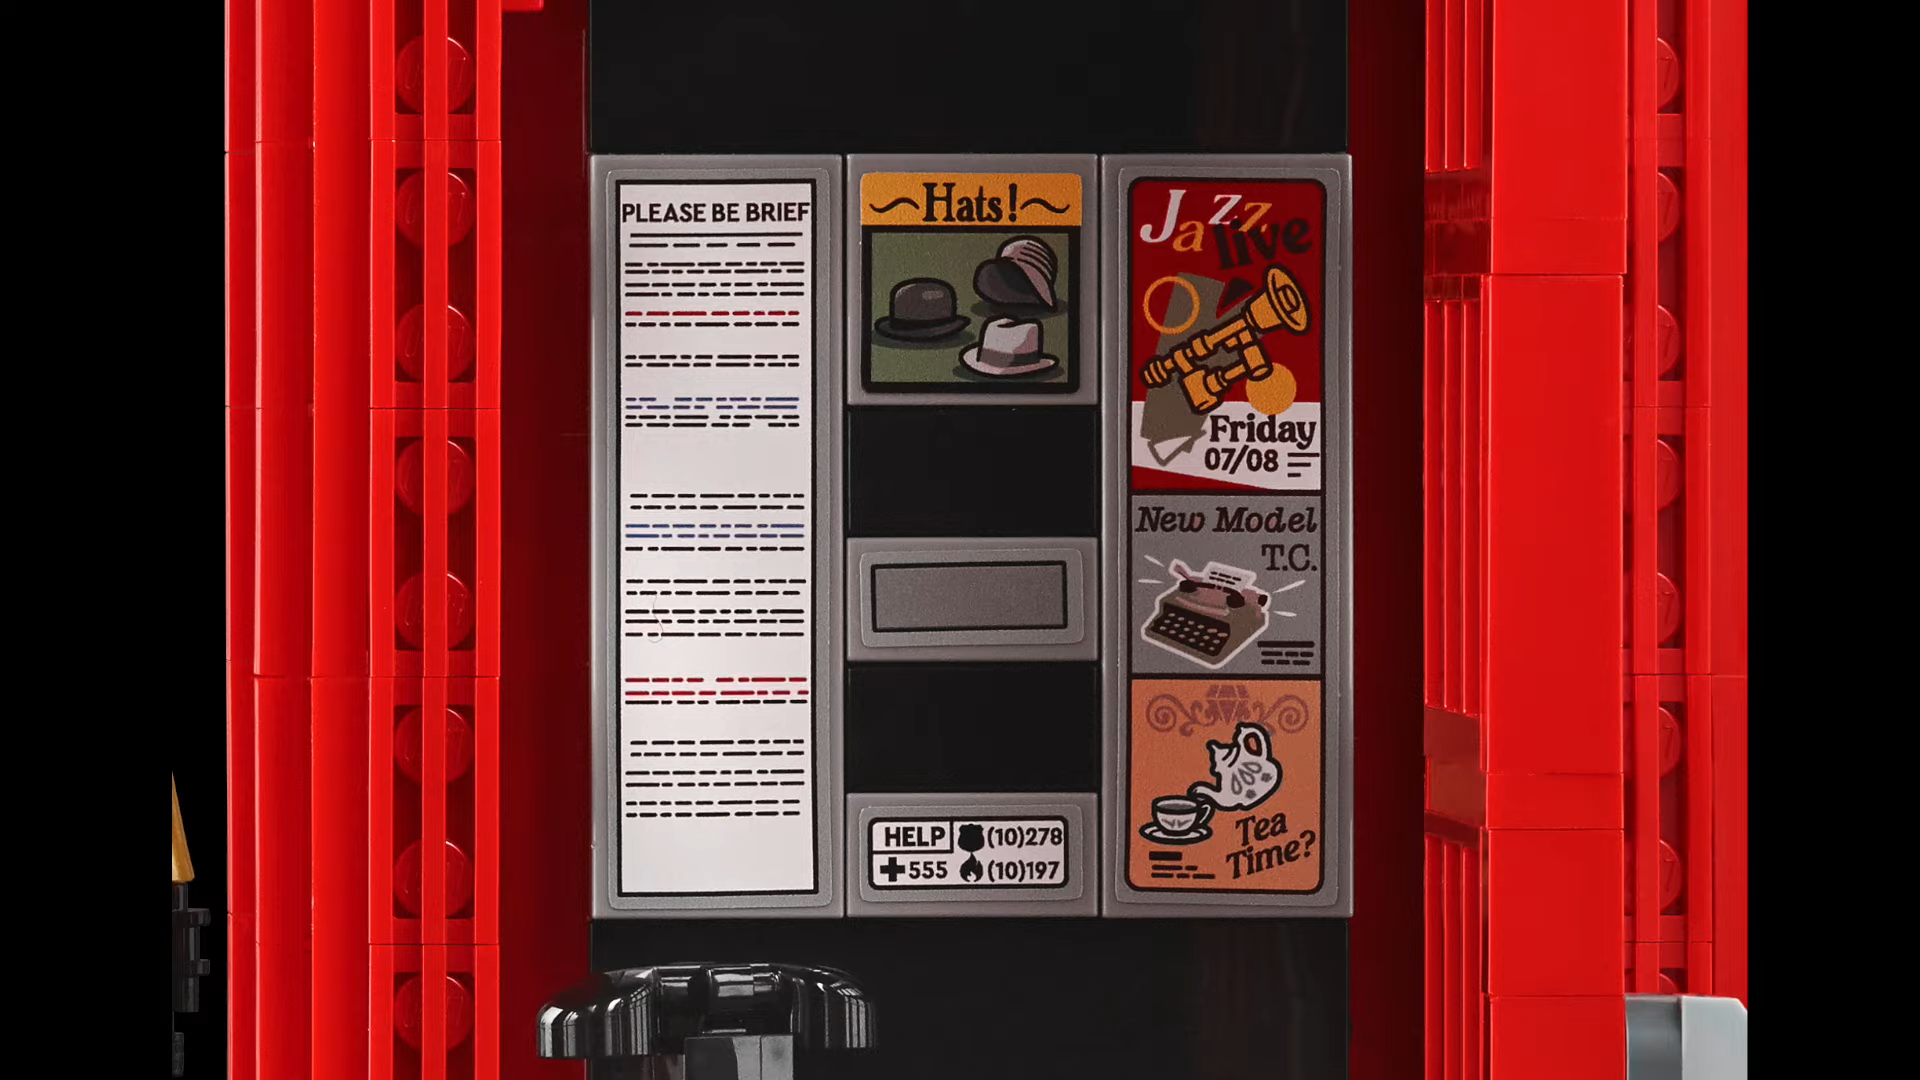 PLEASE BE BRIEF
~Hats!~
HELP (10)278
555 (10)197
Jazz
live
Friday
07/08
New Model
T.C.
Tea
Time?